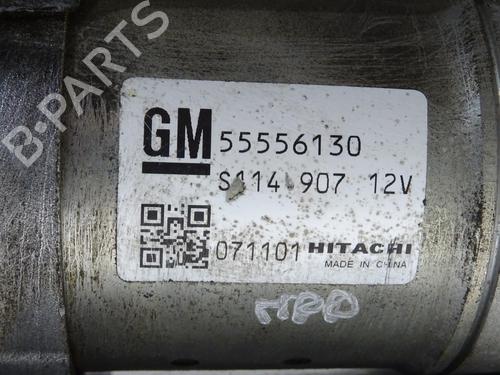 B-PARTS
GM 55556130
S114 907 12V
071101 HITACHI
MADE IN CHINA